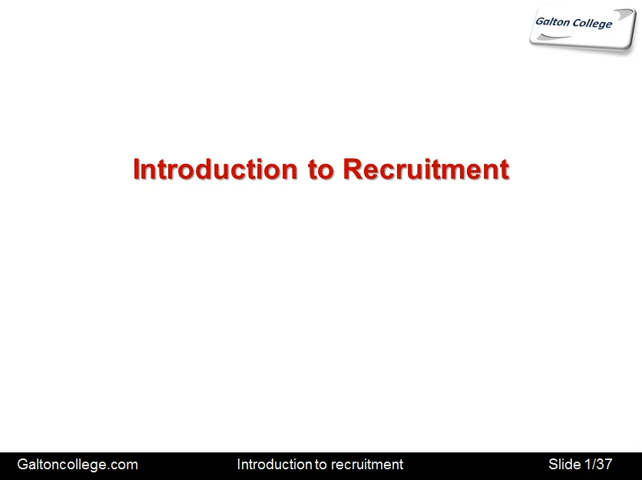 Galton College
Introduction to Recruitment
Galtoncollege.com Introduction to recruitment Slide 1/37